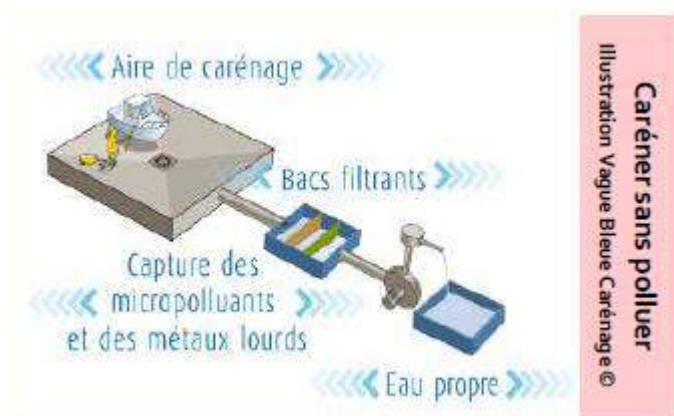 Aire de carénage
Bacs filtrants
Capture des
micropolluants
et des métaux lourds
Eau propre
Caréner sans polluer
Illustration Vague Bleue Carénage ©